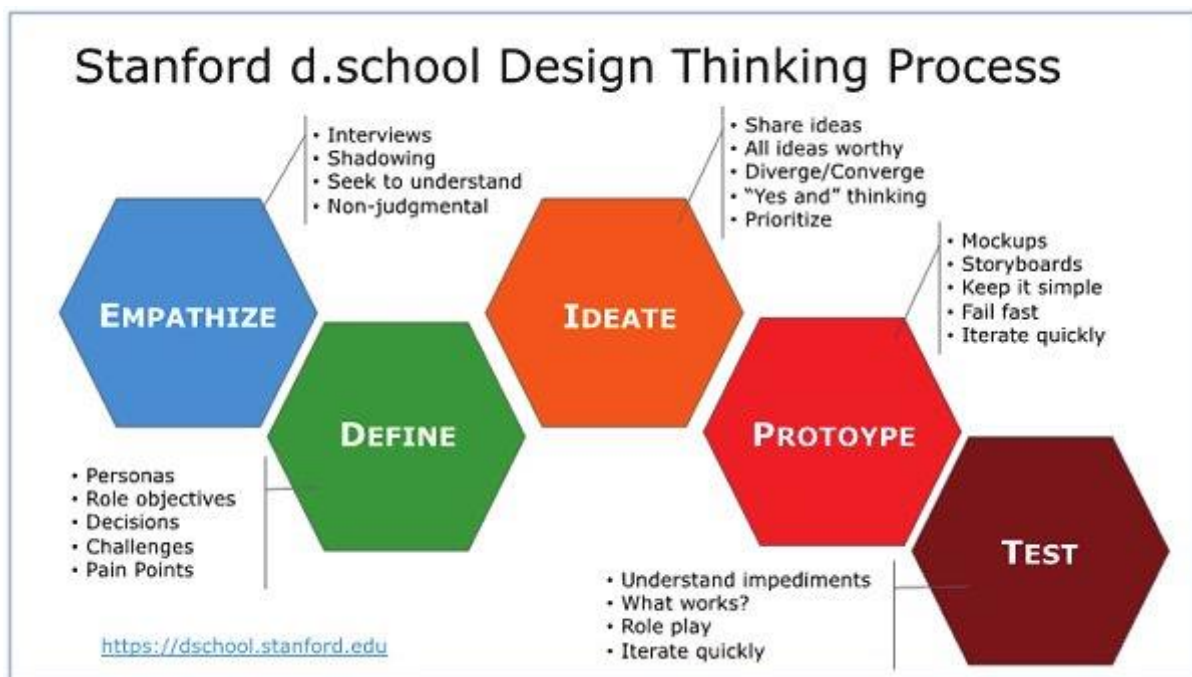 Stanford d.school Design Thinking Process
• Interviews
• Shadowing
• Seek to understand
• Non-judgmental
EMPATHIZE
• Personas
• Role objectives
• Decisions
• Challenges
• Pain Points
DEFINE
• Share ideas
• All ideas worthy
• Diverge/Converge
• “Yes and” thinking
• Prioritize
IDEATE
• Mockups
• Storyboards
• Keep it simple
• Fail fast
• Iterate quickly
PROTOYPE
• Understand impediments
• What works?
• Role play
• Iterate quickly
TEST
https://dschool.stanford.edu